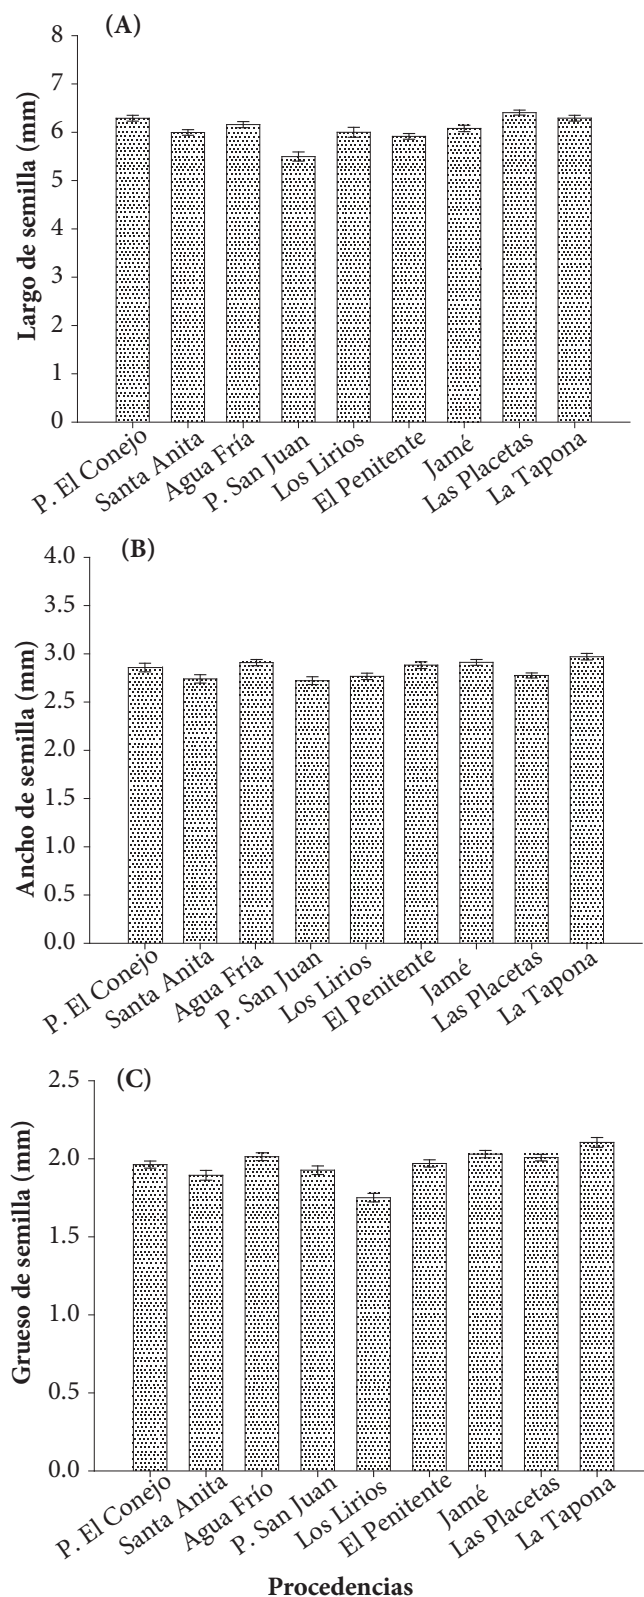 (A)
Largo de semilla (mm)
8
7
6
5
4
3
2
1
0
P. El Conejo
Santa Anita
Agua Fría
P. San Juan
Los Lirios
El Penitente
Jamé
Las Placetas
La Tapona
(B)
Ancho de semilla (mm)
4.0
3.5
3.0
2.5
2.0
1.5
1.0
0.5
0.0
P. El Conejo
Santa Anita
Agua Fría
P. San Juan
Los Lirios
El Penitente
Jamé
Las Placetas
La Tapona
(C)
Grueso de semilla (mm)
2.5
2.0
1.5
1.0
0.5
0.0
P. El Conejo
Santa Anita
Agua Frío
P. San Juan
Los Lirios
El Penitente
Jamé
Las Placetas
La Tapona
Procedencias